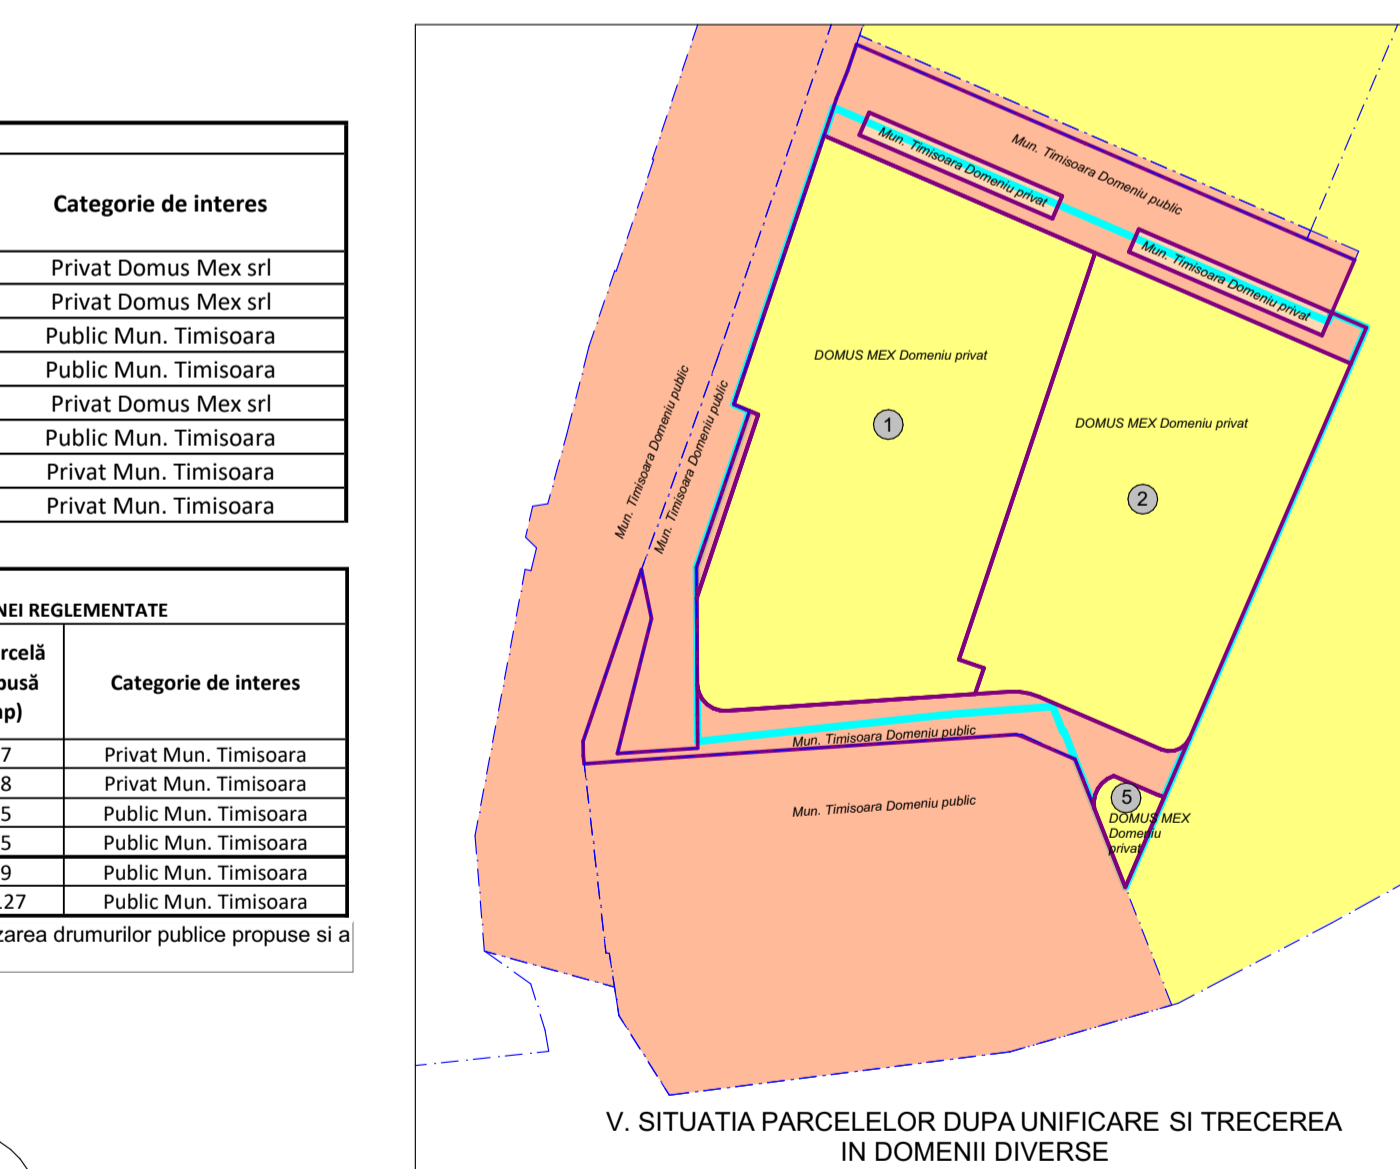 Categorie de interes
Privat Domus Mex srl
Privat Domus Mex srl
Public Mun. Timisoara
Public Mun. Timisoara
Privat Domus Mex srl
Public Mun. Timisoara
Privat Mun. Timisoara
Privat Mun. Timisoara
NEI REGLEMENTATE
rcelă
Categorie de interes
7 Privat Mun. Timisoara
8 Privat Mun. Timisoara
5 Public Mun. Timisoara
5 Public Mun. Timisoara
9 Public Mun. Timisoara
127 Public Mun. Timisoara
zarea drumurilor publice propuse si a
Mun. Timisoara Domeniu privat
Mun. Timisoara Domeniu public
Mun. Timisoara Domeniu privat
DOMUS MEX Domeniu privat
1
DOMUS MEX Domeniu privat
2
Mun. Timisoara Domeniu public
Mun. Timisoara Domeniu public
Mun. Timisoara Domeniu public
Mun. Timisoara Domeniu public
5
DOMUS MEX
Domeniu
privat
V. SITUATIA PARCELELOR DUPA UNIFICARE SI TRECEREA
IN DOMENII DIVERSE